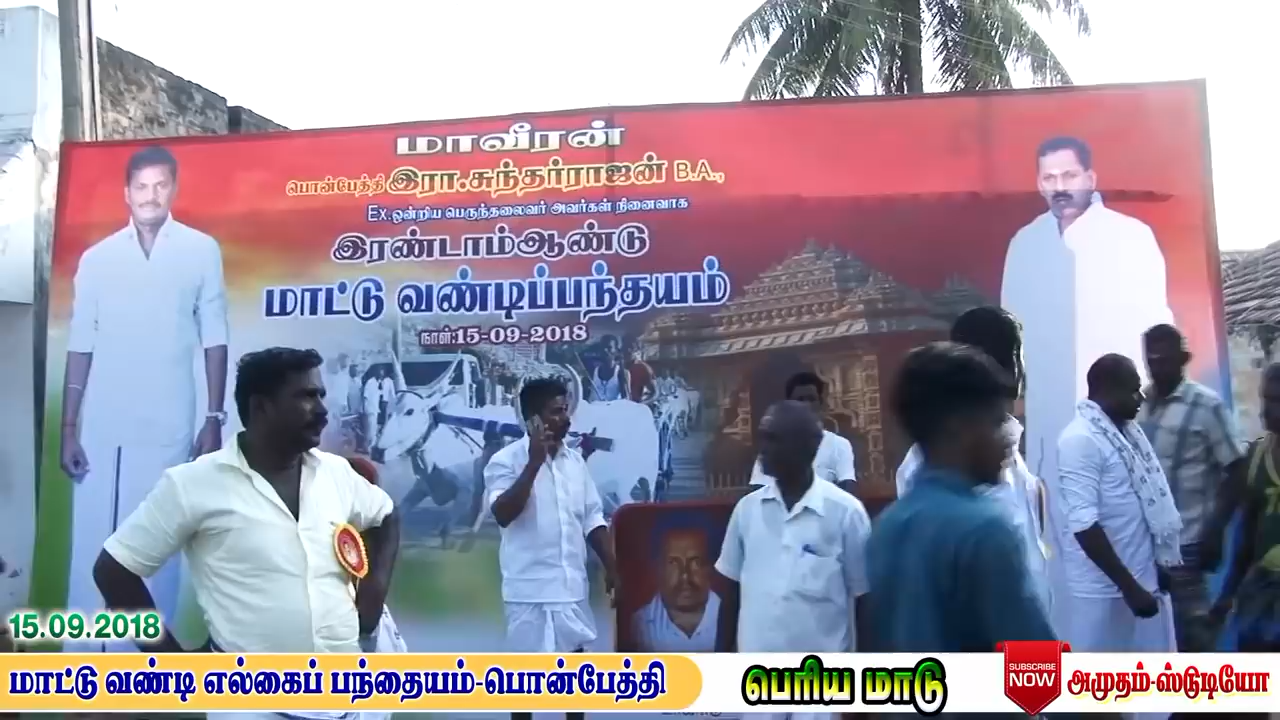 மாவீரன்
பொன்பேத்தி இரா.சுந்தர்ராஜன் B.A.,
Ex.ஒன்றிய பெருந்தலைவர் அவர்கள் நினைவாக
இரண்டாம்ஆண்டு
மாட்டு வண்டிப்பந்தயம்
நாள்:15-09-2018
15.09.2018
மாட்டு வண்டி எல்கைப் பந்தையம்-பொன்பேத்தி
பெரிய மாடு
SUBSCRIBE
NOW
அமுதம்-ஸ்டுடியோ